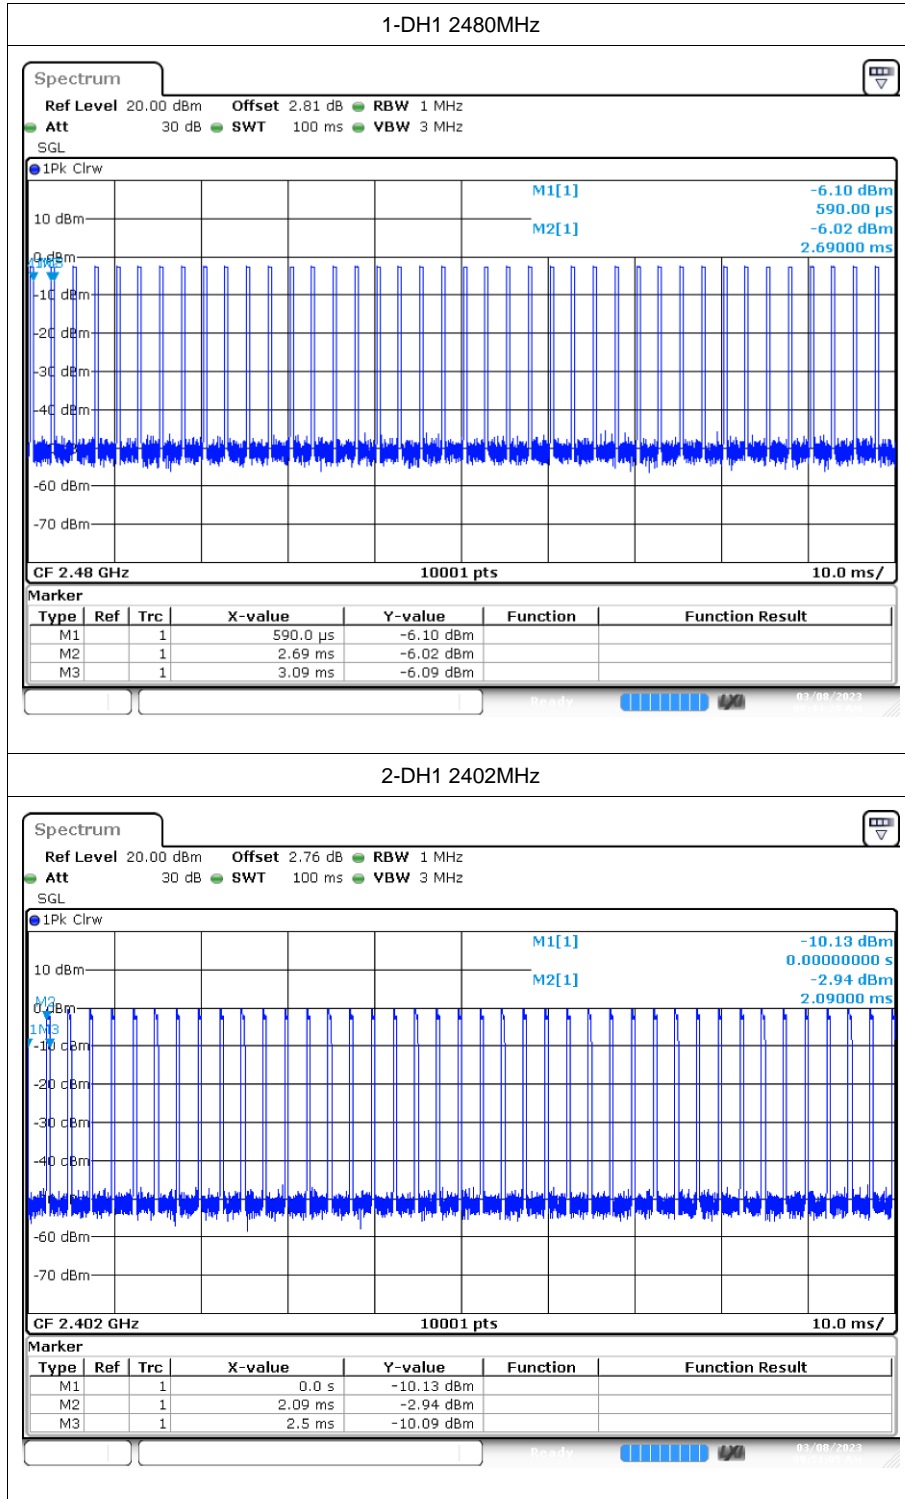 1-DH1 2480MHz
Spectrum
Ref Level 20.00 dBm Offset 2.81 dB RBW 1 MHz
Att 30 dB SWT 100 ms VBW 3 MHz
SGL
1Pk Clrw
M1[1] -6.10 dBm
590.00 µs
10 dBm
M2[1] -6.02 dBm
2.69000 ms
0 dBm
-10 dBm
-20 dBm
-30 dBm
-40 dBm
-60 dBm
-70 dBm
CF 2.48 GHz 10001 pts 10.0 ms/
Marker
Type Ref Trc X-value Y-value Function Function Result
M1 1 590.0 µs -6.10 dBm
M2 1 2.69 ms -6.02 dBm
M3 1 3.09 ms -6.09 dBm
Ready 03/08/2023
2-DH1 2402MHz
Spectrum
Ref Level 20.00 dBm Offset 2.76 dB RBW 1 MHz
Att 30 dB SWT 100 ms VBW 3 MHz
SGL
1Pk Clrw
M1[1] -10.13 dBm
0.00000000 s
10 dBm
M2[1] -2.94 dBm
2.09000 ms
M2
0 dBm
M3
-10 dBm
-20 dBm
-30 dBm
-40 dBm
-60 dBm
-70 dBm
CF 2.402 GHz 10001 pts 10.0 ms/
Marker
Type Ref Trc X-value Y-value Function Function Result
M1 1 0.0 s -10.13 dBm
M2 1 2.09 ms -2.94 dBm
M3 1 2.5 ms -10.09 dBm
Ready 03/08/2023